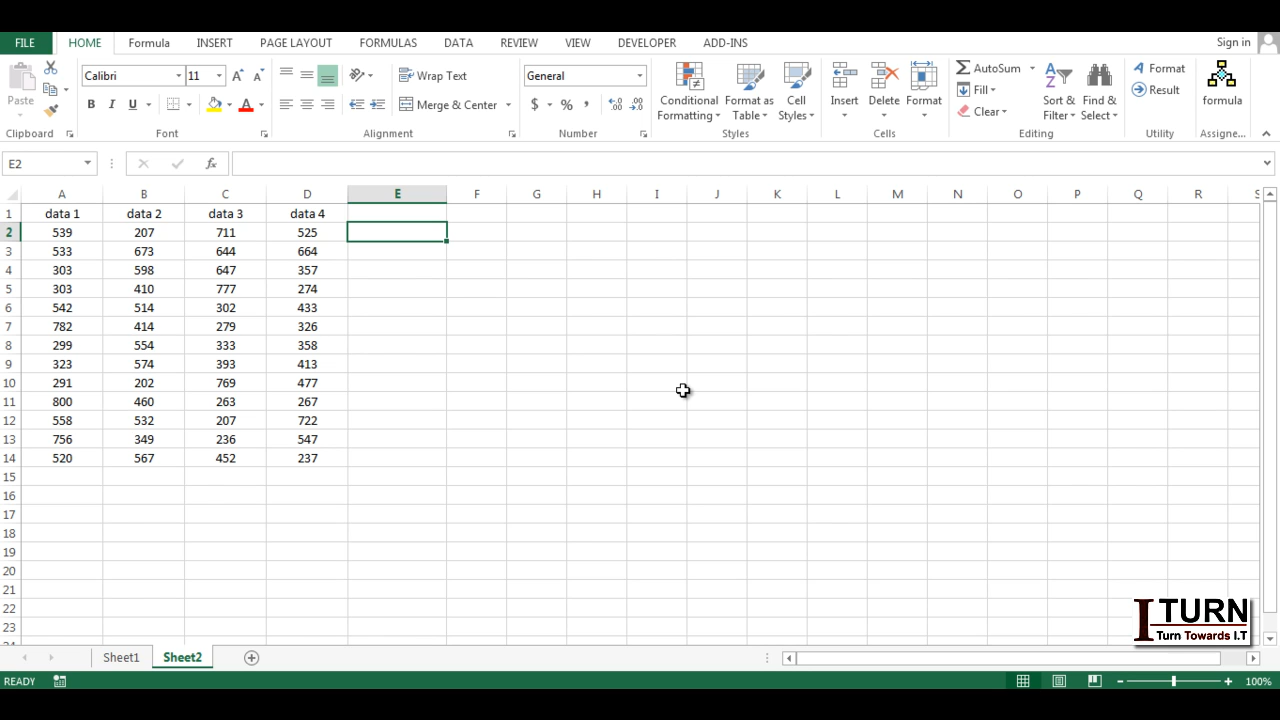 FILE HOME Formula INSERT PAGE LAYOUT FORMULAS DATA REVIEW VIEW DEVELOPER ADD-INS Sign in
Paste
Calibri 11
B I U A
Wrap Text
Merge & Center
General
$ % ,
Conditional Formatting
Format as Table
Cell Styles
Insert
Delete
Format
AutoSum
Fill
Clear
Sort & Filter
Find & Select
Format
Result
formula
Clipboard Font Alignment Number Styles Cells Editing Utility Assigne...
E2 fx
A B C D E F G H I J K L M N O P Q R S
1 data 1 data 2 data 3 data 4
2 539 207 711 525
3 533 673 644 664
4 303 598 647 357
5 303 410 777 274
6 542 514 302 433
7 782 414 279 326
8 299 554 333 358
9 323 574 393 413
10 291 202 769 477
11 800 460 263 267
12 558 532 207 722
13 756 349 236 547
14 520 567 452 237
15
16
17
18
19
20
21
22
23
I TURN
Turn Towards I.T
Sheet1 Sheet2
READY 100%